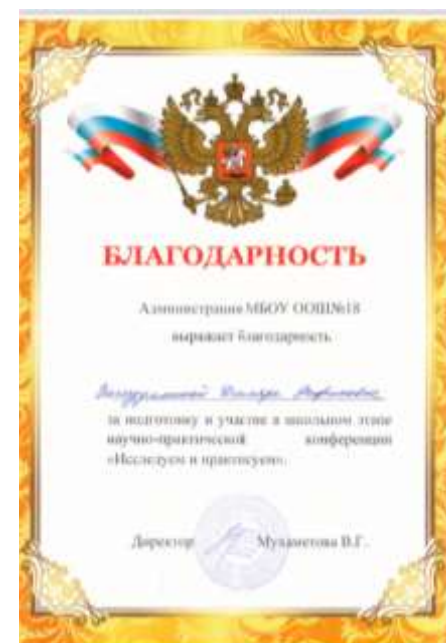 БЛАГОДАРНОСТЬ
Администрация МБОУ ООШ№18
выражает благодарность
за подготовку и участие в школьном этапе
научно-практической конференции
«Исследуем и практикуем».
Директор Мухаметова В.Г.